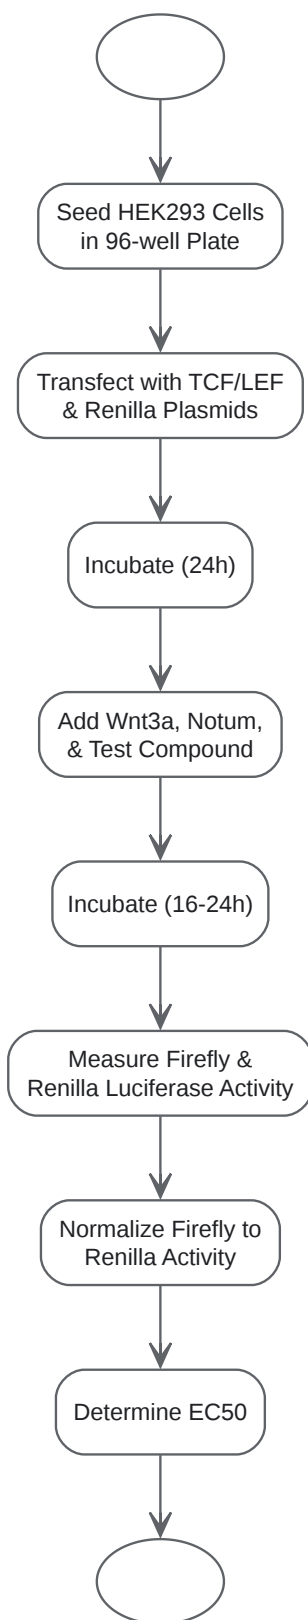 Seed HEK293 Cells
in 96-well Plate
Transfect with TCF/LEF
& Renilla Plasmids
Incubate (24h)
Add Wnt3a, Notum,
& Test Compound
Incubate (16-24h)
Measure Firefly &
Renilla Luciferase Activity
Normalize Firefly to
Renilla Activity
Determine EC50